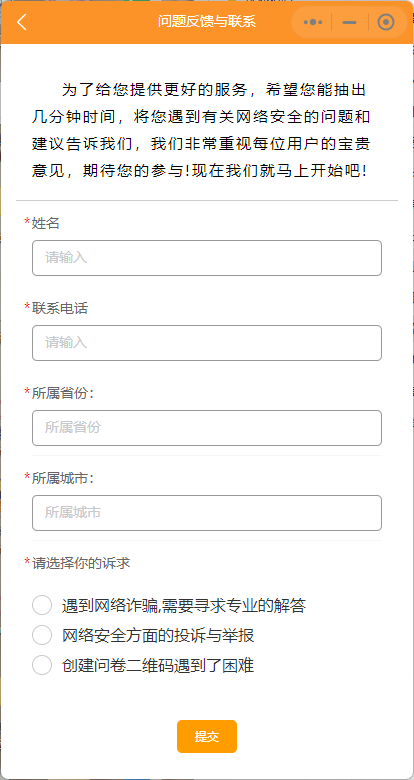 问题反馈与联系
为了给您提供更好的服务，希望您能抽出
几分钟时间，将您遇到有关网络安全的问题和
建议告诉我们，我们非常重视每位用户的宝贵
意见，期待您的参与!现在我们就马上开始吧!
*姓名
请输入
*联系电话
请输入
*所属省份：
所属省份
*所属城市：
所属城市
*请选择你的诉求
遇到网络诈骗,需要寻求专业的解答
网络安全方面的投诉与举报
创建问卷二维码遇到了困难
提交